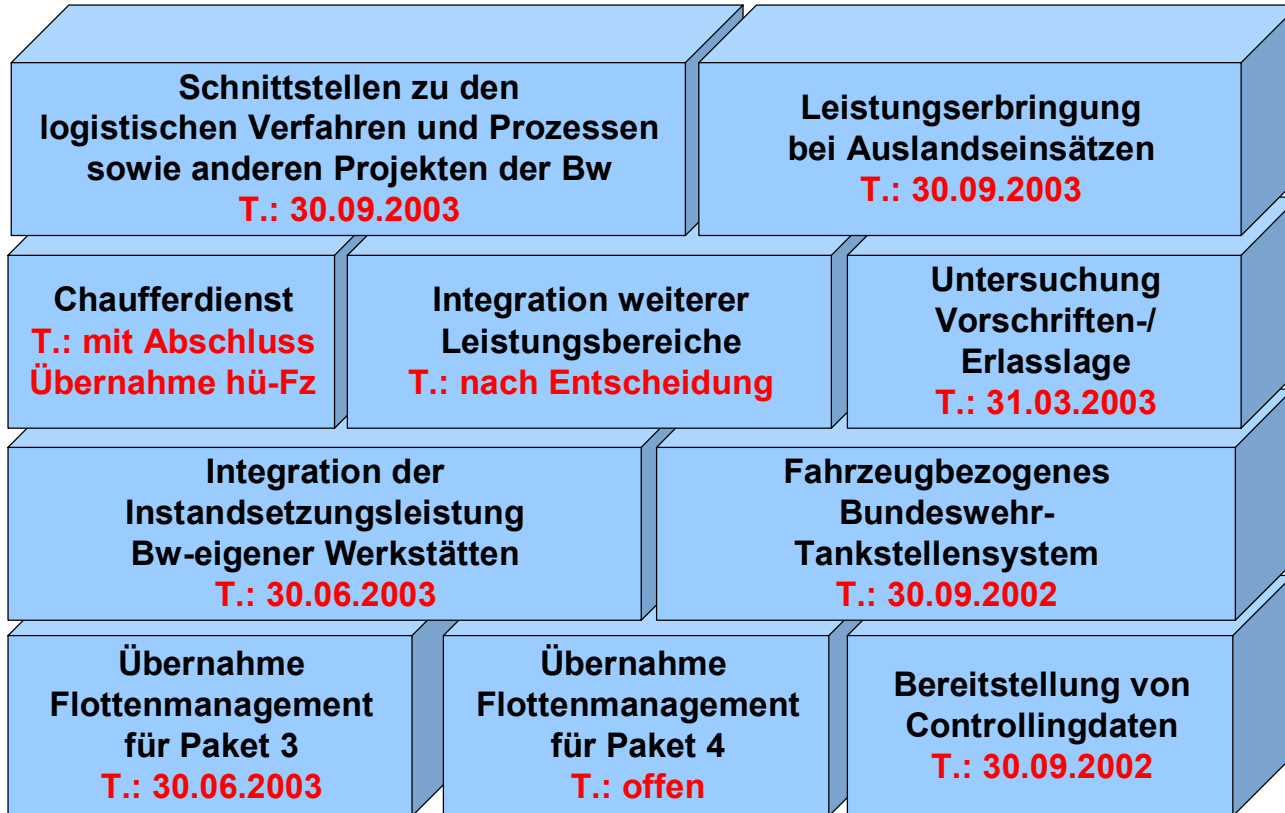 Schnittstellen zu den
logistischen Verfahren und Prozessen
sowie anderen Projekten der Bw
T.: 30.09.2003
Leistungserbringung
bei Auslandseinsätzen
T.: 30.09.2003
Chaufferdienst
T.: mit Abschluss
Übernahme hü-Fz
Integration weiterer
Leistungsbereiche
T.: nach Entscheidung
Untersuchung
Vorschriften-/
Erlasslage
T.: 31.03.2003
Integration der
Instandsetzungsleistung
Bw-eigener Werkstätten
T.: 30.06.2003
Fahrzeugbezogenes
Bundeswehr-
Tankstellensystem
T.: 30.09.2002
Übernahme
Flottenmanagement
für Paket 3
T.: 30.06.2003
Übernahme
Flottenmanagement
für Paket 4
T.: offen
Bereitstellung von
Controllingdaten
T.: 30.09.2002